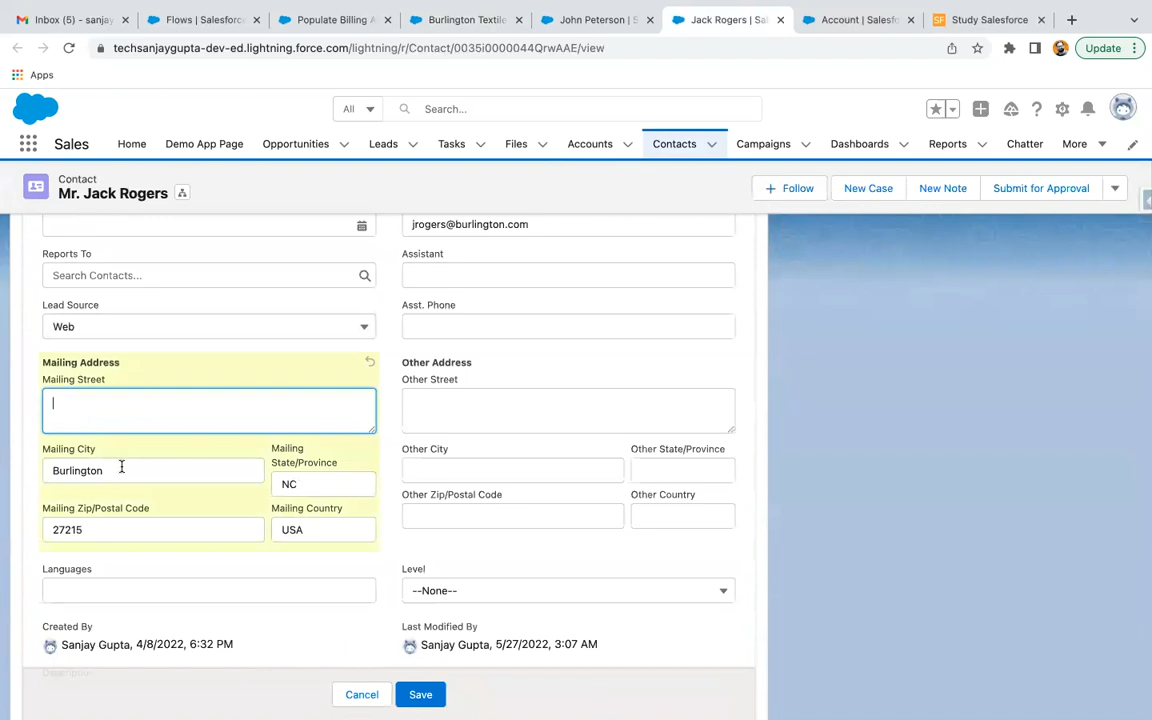 Inbox (1) - sanjay
Flows | Salesforce
Populate Billing A
Burlington Textile
John Peterson | S
Jack Rogers | Sa
Account | Salesfo
SF Study Salesforce
techsanjaygupta-dev-ed.lightning.force.com/lightning/r/Contact/0035i0000044QrwAAE/view
Update
Apps
All
Search...
Sales
Home
Demo App Page
Opportunities
Leads
Tasks
Files
Accounts
Contacts
Campaigns
Dashboards
Reports
Chatter
More
Contact
Mr. Jack Rogers
Follow
New Case
New Note
Submit for Approval
jrogers@burlington.com
Reports To
Assistant
Search Contacts...
Lead Source
Asst. Phone
Web
Mailing Address
Other Address
Mailing Street
Other Street
Mailing City
Mailing
State/Province
Other City
Other State/Province
Burlington
NC
Mailing Zip/Postal Code
Mailing Country
Other Zip/Postal Code
Other Country
27215
USA
Languages
Level
--None--
Created By
Last Modified By
Sanjay Gupta, 4/8/2022, 6:32 PM
Sanjay Gupta, 5/27/2022, 3:07 AM
Description
Cancel
Save